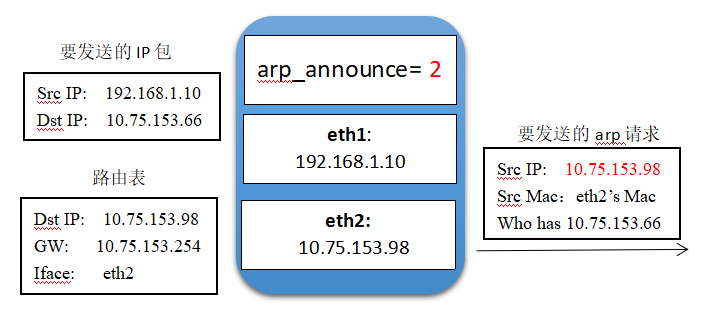 要发送的 IP 包
Src IP: 192.168.1.10
Dst IP: 10.75.153.66
路由表
Dst IP: 10.75.153.98
GW: 10.75.153.254
Iface: eth2
arp_announce= 2
eth1:
192.168.1.10
eth2:
10.75.153.98
要发送的 arp 请求
Src IP: 10.75.153.98
Src Mac：eth2’s Mac
Who has 10.75.153.66